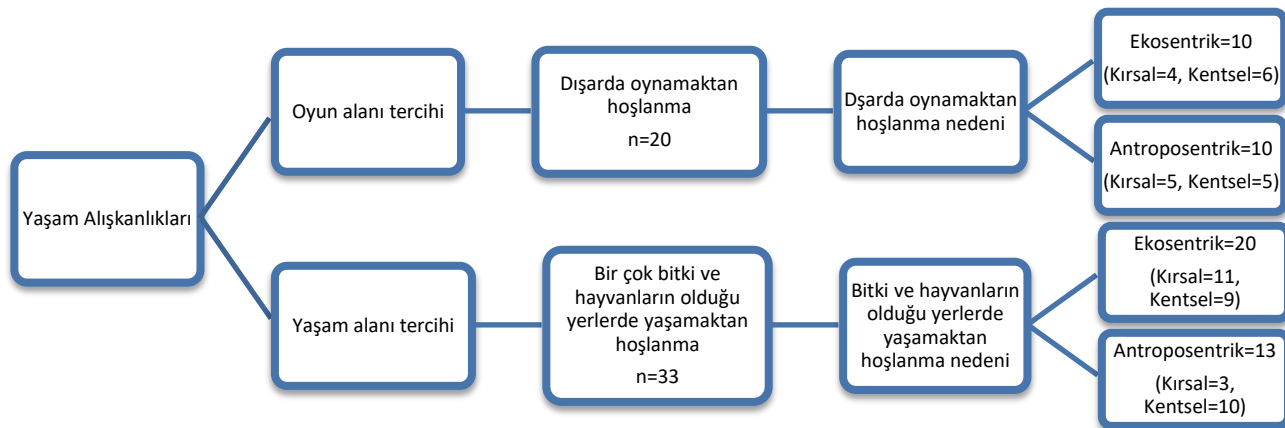 Yaşam Alışkanlıkları
Oyun alanı tercihi
Dışarda oynamaktan
hoşlanma
n=20
Dşarda oynamaktan
hoşlanma nedeni
Ekosentrik=10
(Kırsal=4, Kentsel=6)
Antroposentrik=10
(Kırsal=5, Kentsel=5)
Yaşam alanı tercihi
Bir çok bitki ve
hayvanların olduğu
yerlerde yaşamaktan
hoşlanma
n=33
Bitki ve hayvanların
olduğu yerlerde
yaşamaktan
hoşlanma nedeni
Ekosentrik=20
(Kırsal=11,
Kentsel=9)
Antroposentrik=13
(Kırsal=3,
Kentsel=10)